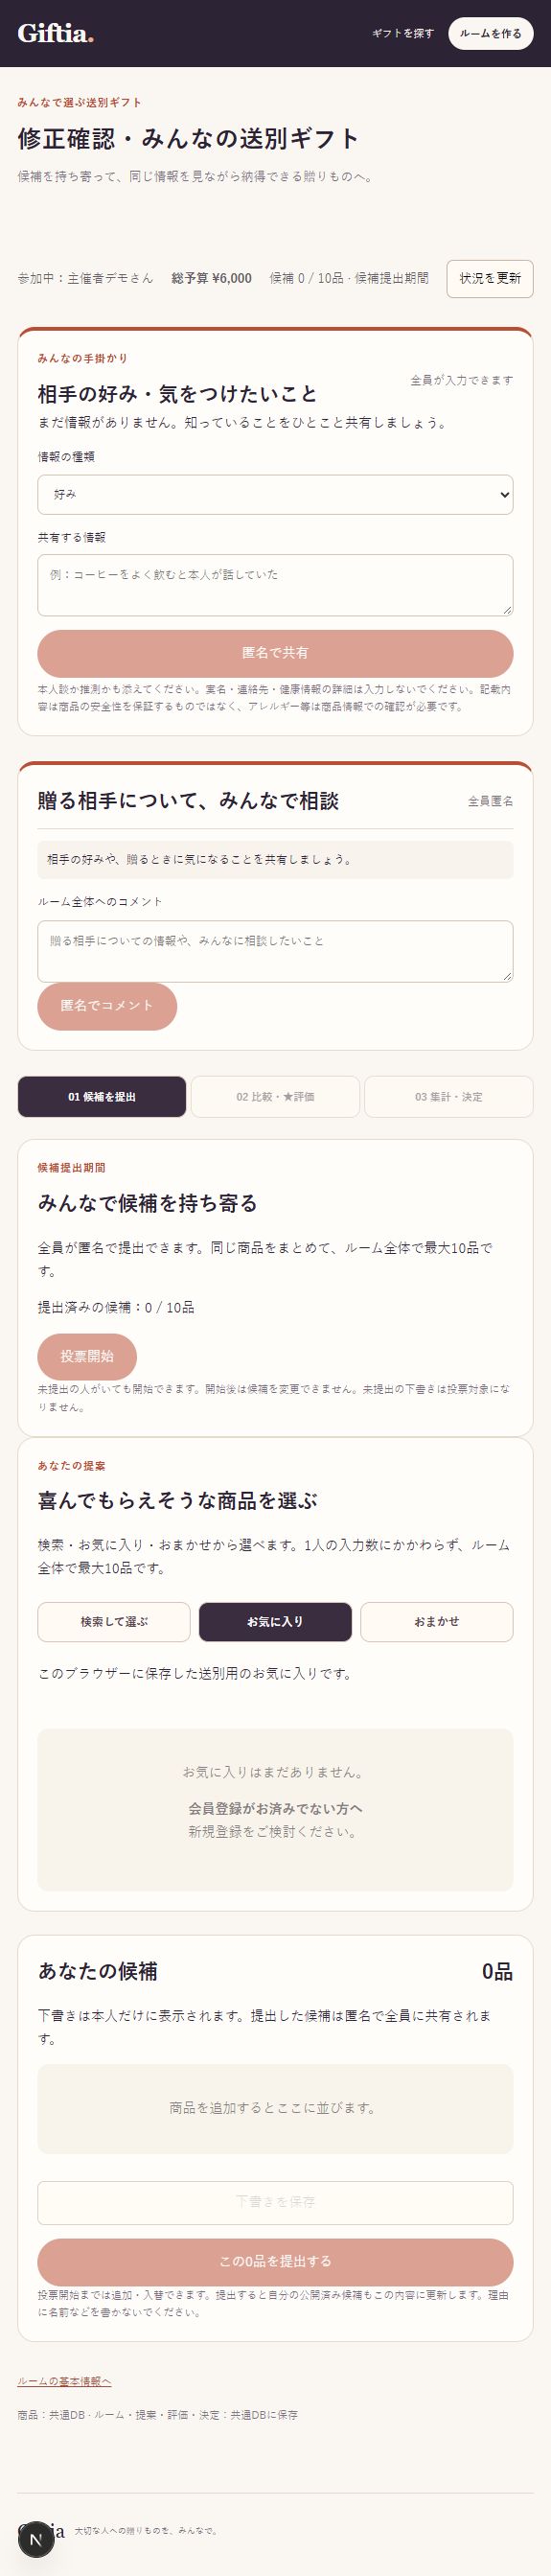 Giftia.
ギフトを探す
ルームを作る
みんなで選ぶ送別ギフト
修正確認・みんなの送別ギフト
候補を持ち寄って、同じ情報を見ながら納得できる贈りものへ。
参加中：主催者デモさん 総予算 ¥6,000 候補 0 / 10品 · 候補提出期間 状況を更新
みんなの手掛かり
相手の好み・気をつけたいこと
全員が入力できます
まだ情報がありません。知っていることをひとこと共有しましょう。
情報の種類
好み
共有する情報
例：コーヒーをよく飲むと本人が話していた
匿名で共有
本人談か推測かも添えてください。実名・連絡先・健康情報の詳細は入力しないでください。記載内
容は商品の安全性を保証するものではなく、アレルギー等は商品情報での確認が必要です。
贈る相手について、みんなで相談
全員匿名
相手の好みや、贈るときに気になることを共有しましょう。
ルーム全体へのコメント
贈る相手についての情報や、みんなに相談したいこと
匿名でコメント
01 候補を提出
02 比較・★評価
03 集計・決定
候補提出期間
みんなで候補を持ち寄る
全員が匿名で提出できます。同じ商品をまとめて、ルーム全体で最大10品で
す。
提出済みの候補：0 / 10品
投票開始
未提出の人がいても開始できます。開始後は候補を変更できません。未提出の下書きは投票対象にな
りません。
あなたの提案
喜んでもらえそうな商品を選ぶ
検索・お気に入り・おまかせから選べます。1人の入力数にかかわらず、ルーム
全体で最大10品です。
検索して選ぶ
お気に入り
おまかせ
このブラウザーに保存した送別用のお気に入りです。
お気に入りはまだありません。
会員登録がお済みでない方へ
新規登録をご検討ください。
あなたの候補
0品
下書きは本人だけに表示されます。提出した候補は匿名で全員に共有されま
す。
商品を追加するとここに並びます。
下書きを保存
この0品を提出する
投票開始までは追加・入替できます。提出すると自分の公開済み候補もこの内容に更新します。理由
に名前などを書かないでください。
ルームの基本情報へ
商品：共通DB · ルーム・提案・評価・決定：共通DBに保存
N
大切な人への贈りものを、みんなで。